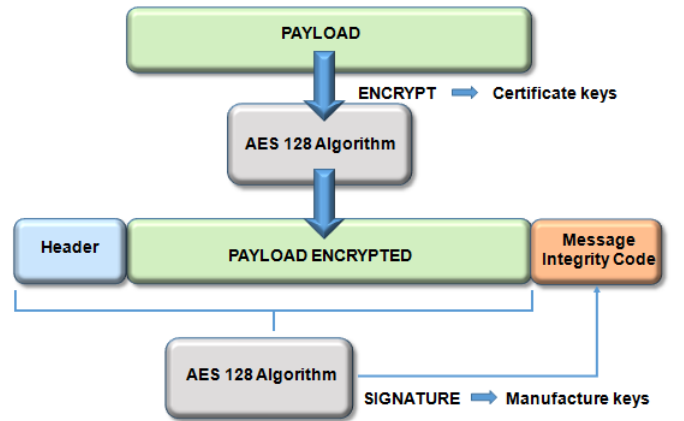 PAYLOAD
ENCRYPT
Certificate keys
AES 128 Algorithm
Header
PAYLOAD ENCRYPTED
Message
Integrity Code
AES 128 Algorithm
SIGNATURE
Manufacture keys